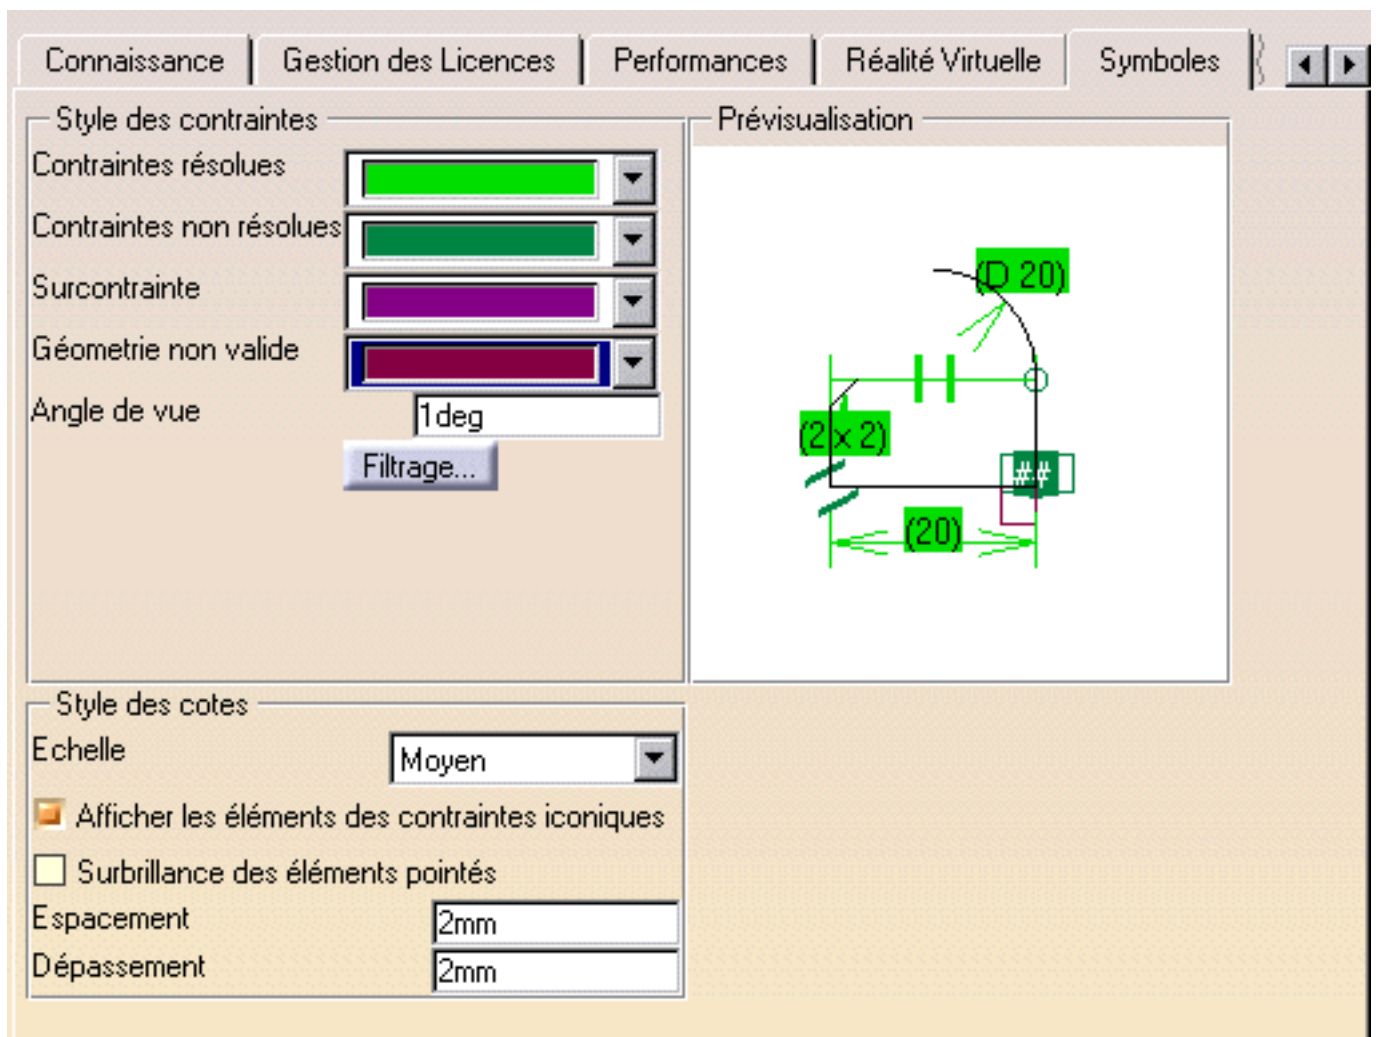 Connaissance
Gestion des Licences
Performances
Réalité Virtuelle
Symboles
Style des contraintes
Contraintes résolues
Contraintes non résolues
Surcontrainte
Géometrie non valide
Angle de vue
1deg
Filtrage...
Prévisualisation
(D 20)
(2 x 2)
##
(20)
Style des cotes
Echelle
Moyen
Afficher les éléments des contraintes iconiques
Surbrillance des éléments pointés
Espacement
2mm
Dépassement
2mm